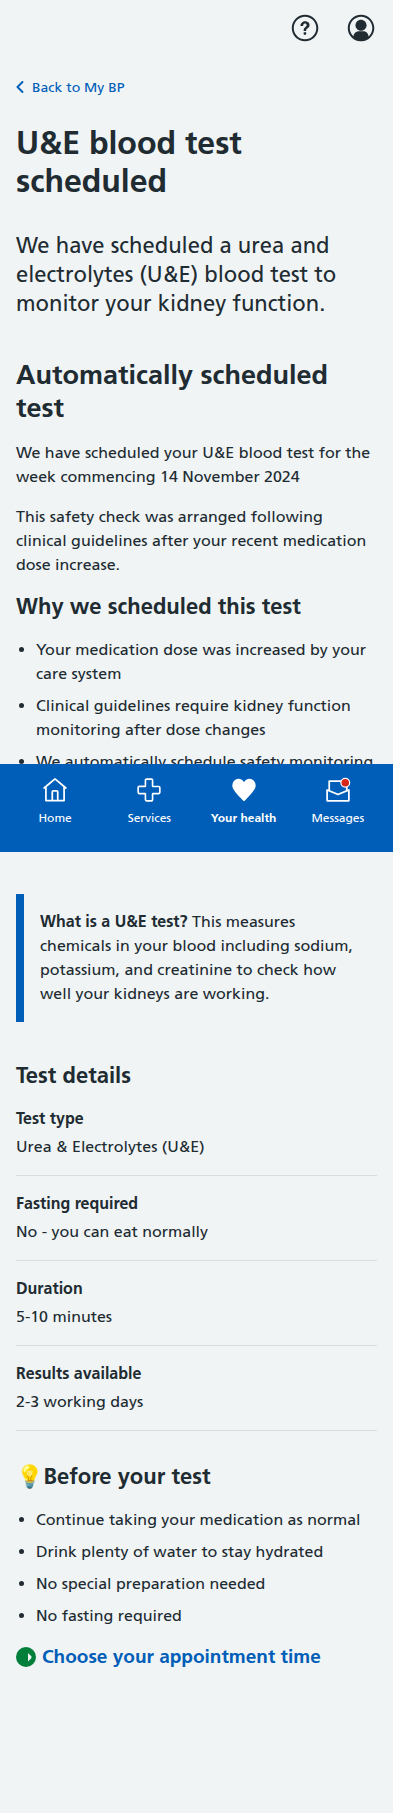 Back to My BP
U&E blood test
scheduled
We have scheduled a urea and
electrolytes (U&E) blood test to
monitor your kidney function.
Automatically scheduled
test
We have scheduled your U&E blood test for the
week commencing 14 November 2024
This safety check was arranged following
clinical guidelines after your recent medication
dose increase.
Why we scheduled this test
• Your medication dose was increased by your
care system
• Clinical guidelines require kidney function
monitoring after dose changes
• We automatically schedule safety monitoring
Home
Services
Your health
Messages
What is a U&E test? This measures
chemicals in your blood including sodium,
potassium, and creatinine to check how
well your kidneys are working.
Test details
Test type
Urea & Electrolytes (U&E)
Fasting required
No - you can eat normally
Duration
5-10 minutes
Results available
2-3 working days
💡Before your test
• Continue taking your medication as normal
• Drink plenty of water to stay hydrated
• No special preparation needed
• No fasting required
Choose your appointment time